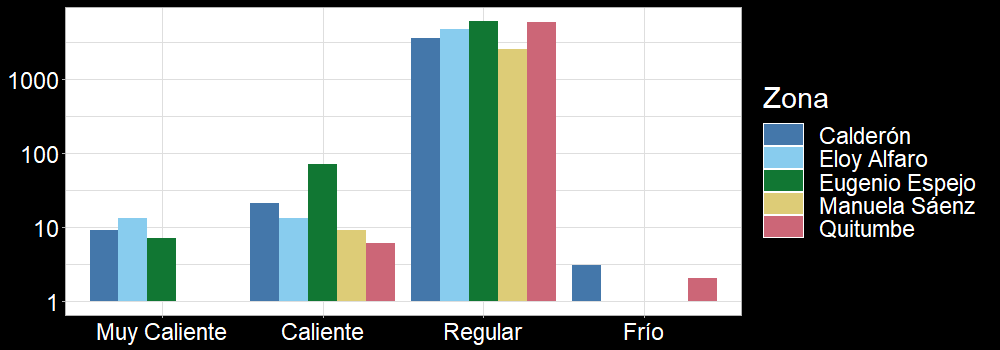 1000
100
10
1
Muy Caliente
Caliente
Regular
Frío
Zona
Calderón
Eloy Alfaro
Eugenio Espejo
Manuela Sáenz
Quitumbe